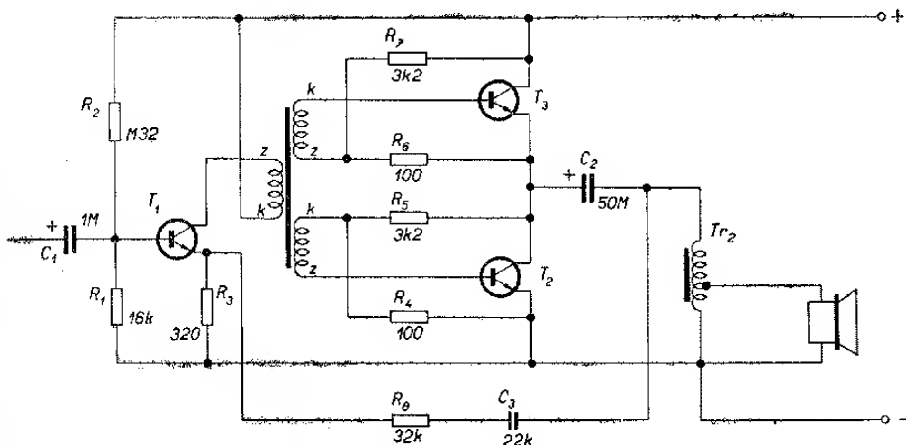 +
R7
3k2
T3
R2
M32
k
z
R6
100
C2
+
50M
z
k
T1
1M
+
C1
k
R5
3k2
z
T2
Tr2
R1
16k
R3
320
R4
100
R8
32k
C3
22k
-